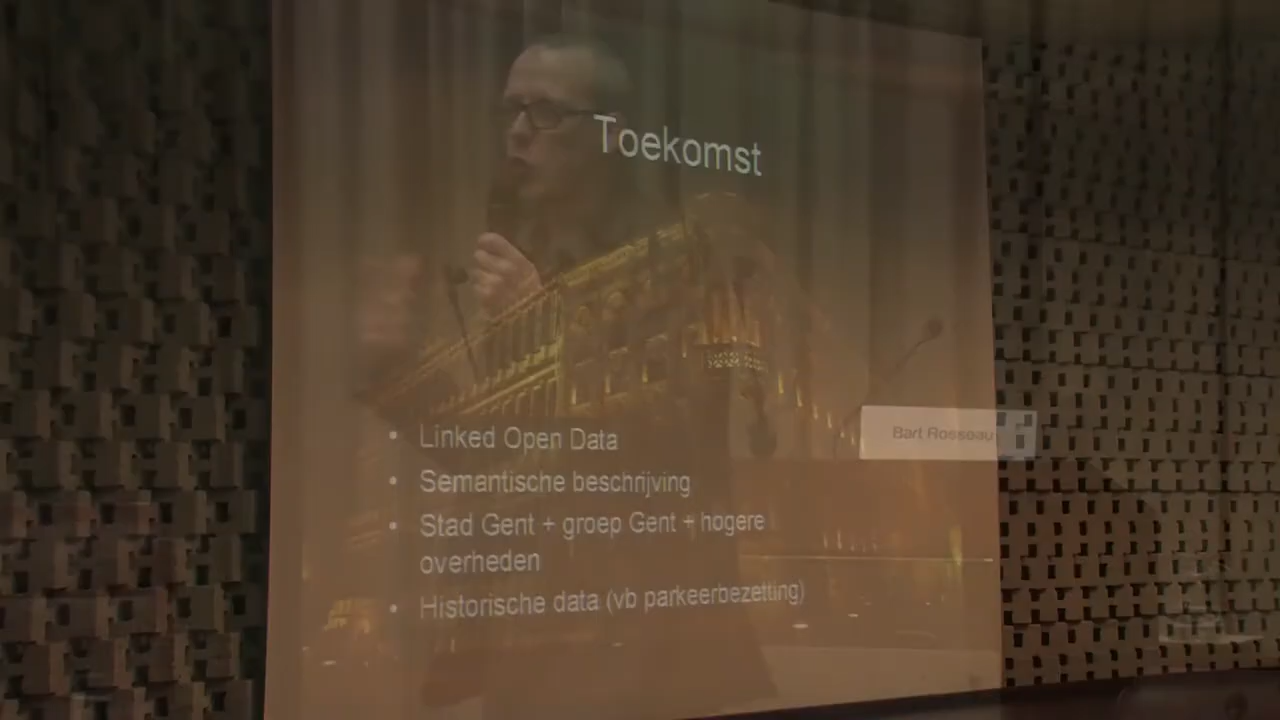 Toekomst
Bart Rosseau
• Linked Open Data
• Semantische beschrijving
• Stad Gent + groep Gent + hogere
overheden
• Historische data (vb parkeerbezetting)